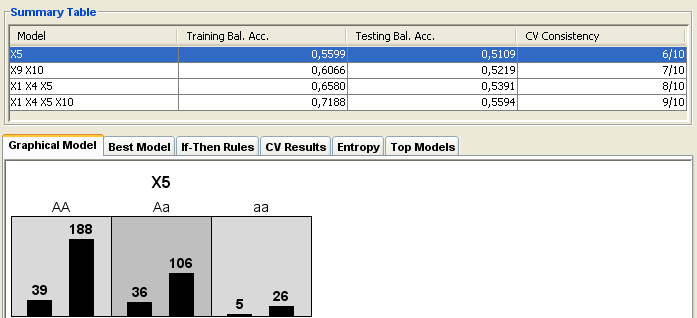 Summary Table
Model Training Bal. Acc. Testing Bal. Acc. CV Consistency
X5 0,5599 0,5109 6/10
X9 X10 0,6066 0,5219 7/10
X1 X4 X5 0,6580 0,5391 8/10
X1 X4 X5 X10 0,7188 0,5594 9/10
Graphical Model Best Model If-Then Rules CV Results Entropy Top Models
X5
AA Aa aa
39 188 36 106 5 26